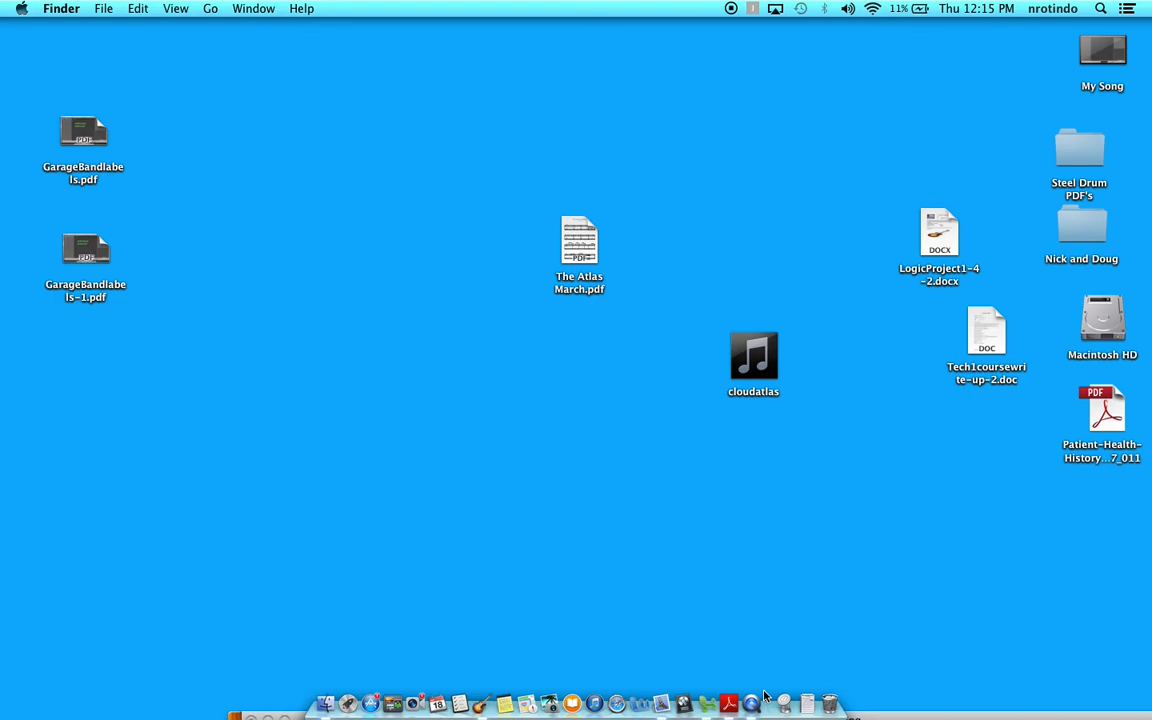 Finder File Edit View Go Window Help 11% Thu 12:15 PM nrotindo
My Song
GarageBandlabe
ls.pdf
Steel Drum
PDF's
GarageBandlabe
ls-1.pdf
PDF
The Atlas
March.pdf
DOCX
LogicProject1-4
-2.docx
Nick and Doug
DOC
Tech1coursewri
te-up-2.doc
Macintosh HD
cloudatlas
PDF
Patient-Health-
History...7_011
18